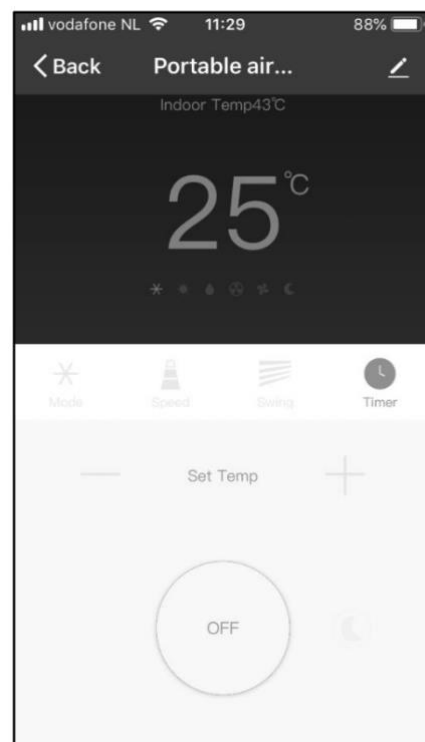 vodafone NL 11:29 88%
Back Portable air...
Indoor Temp43°C
25°C
Mode Speed Swing Timer
Set Temp
OFF